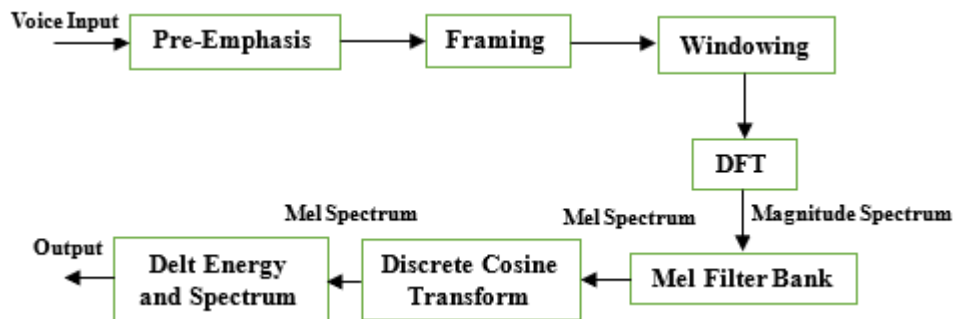 Voice Input
Pre-Emphasis
Framing
Windowing
DFT
Magnitude Spectrum
Mel Spectrum
Mel Filter Bank
Mel Spectrum
Discrete Cosine
Transform
Delt Energy
and Spectrum
Output